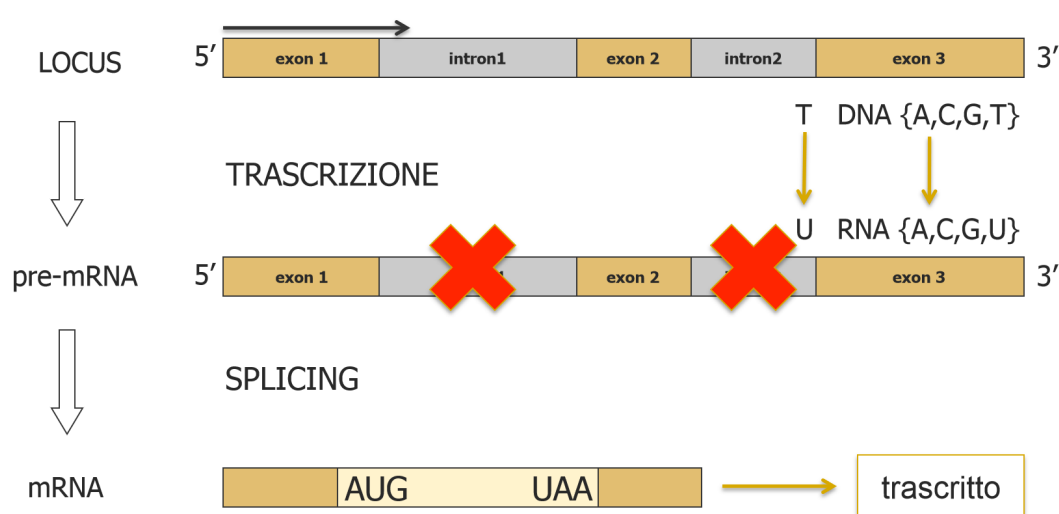 LOCUS 5’ exon 1 intron1 exon 2 intron2 exon 3 3’
T DNA {A,C,G,T}
TRASCRIZIONE
U RNA {A,C,G,U}
pre-mRNA 5’ exon 1 exon 2 exon 3 3’
SPLICING
mRNA AUG UAA trascritto